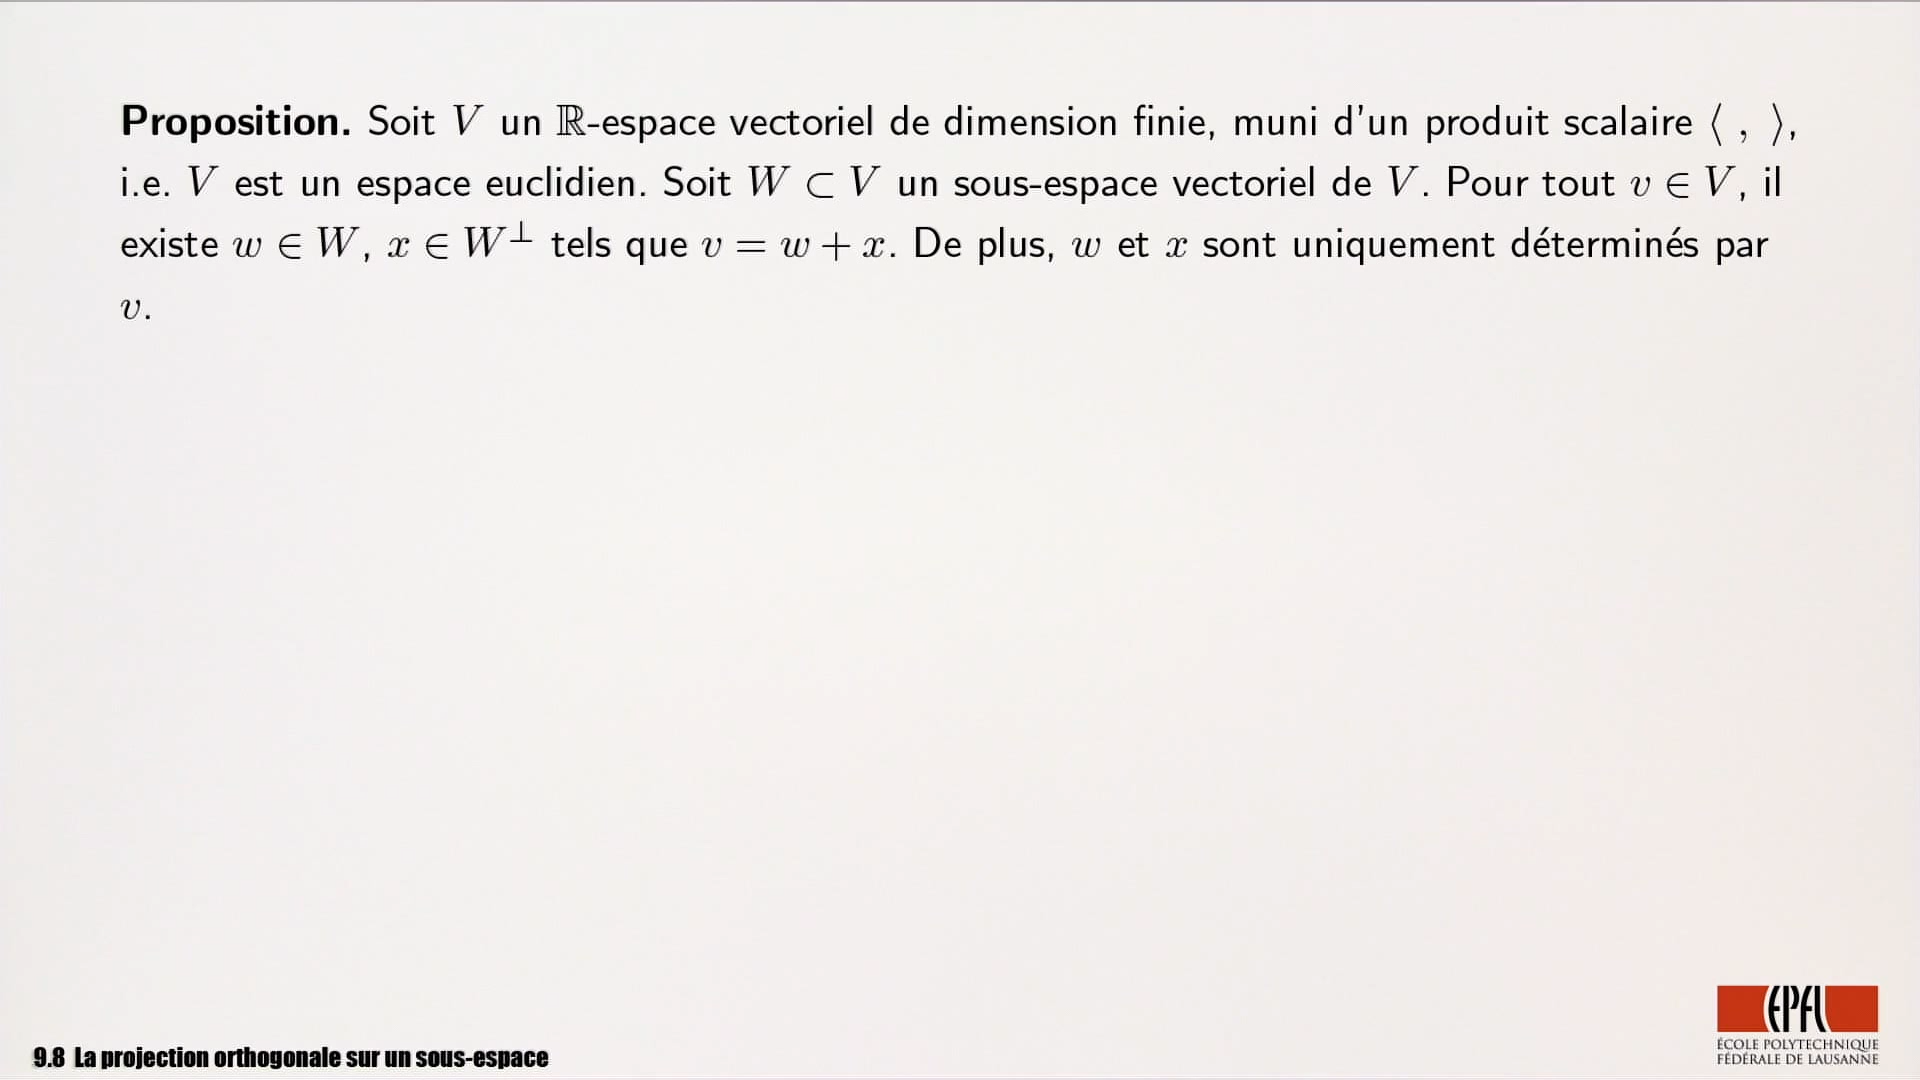 Proposition. Soit V un ℝ-espace vectoriel de dimension finie, muni d'un produit scalaire ⟨ , ⟩,
i.e. V est un espace euclidien. Soit W ⊂ V un sous-espace vectoriel de V. Pour tout v ∈ V, il
existe w ∈ W, x ∈ W⊥ tels que v = w + x. De plus, w et x sont uniquement déterminés par
v.
EPFL
ÉCOLE POLYTECHNIQUE
FÉDÉRALE DE LAUSANNE
9.8 La projection orthogonale sur un sous-espace